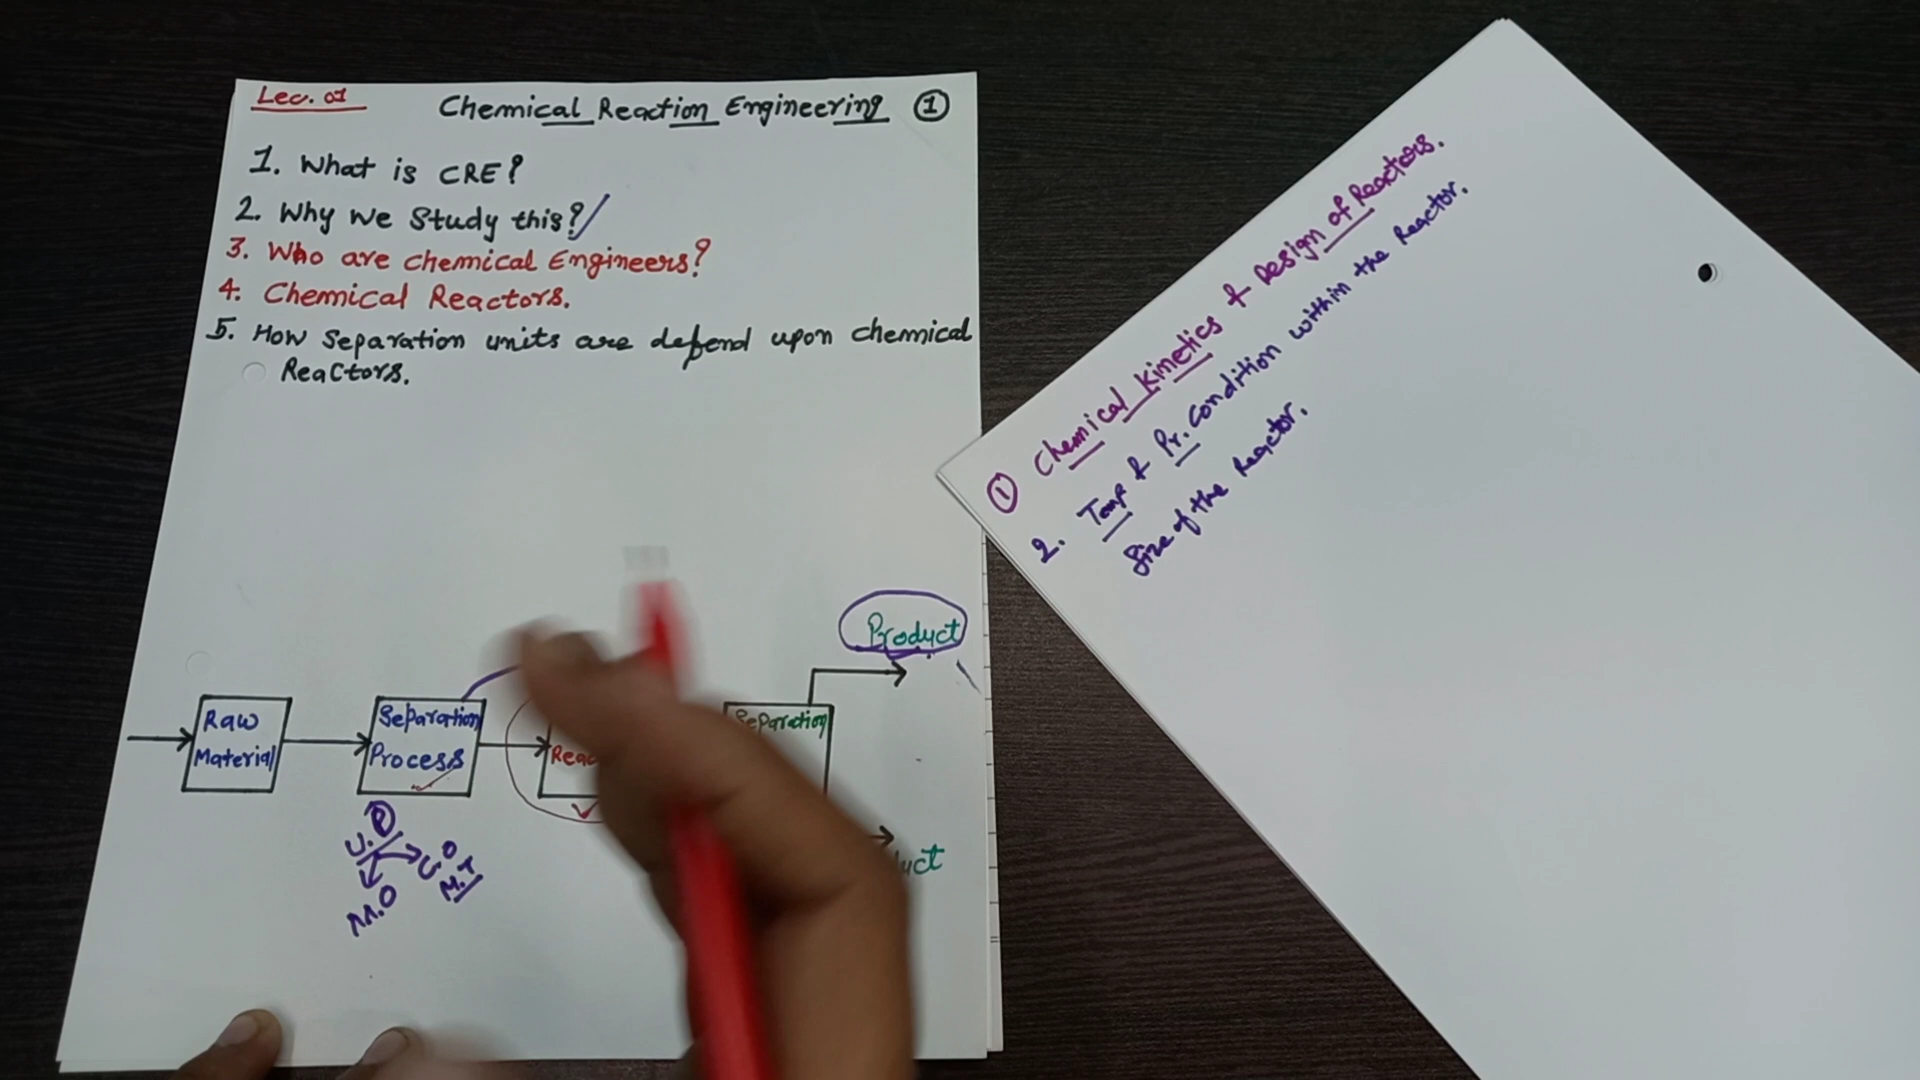 Lec. 01
Chemical Reaction Engineering ①
1. What is CRE?
2. Why We Study this?
3. Who are chemical Engineers?
4. Chemical Reactors.
5. How Separation units are defend upon chemical
Reactors.
Product
Raw
Material
Separation
Process
Separation
U.P
U.O
M.T
M.O
① Chemical Kinetics & Design of Reactors.
2. Temp & Pr. Condition within the Reactor.
Size of the Reactor.